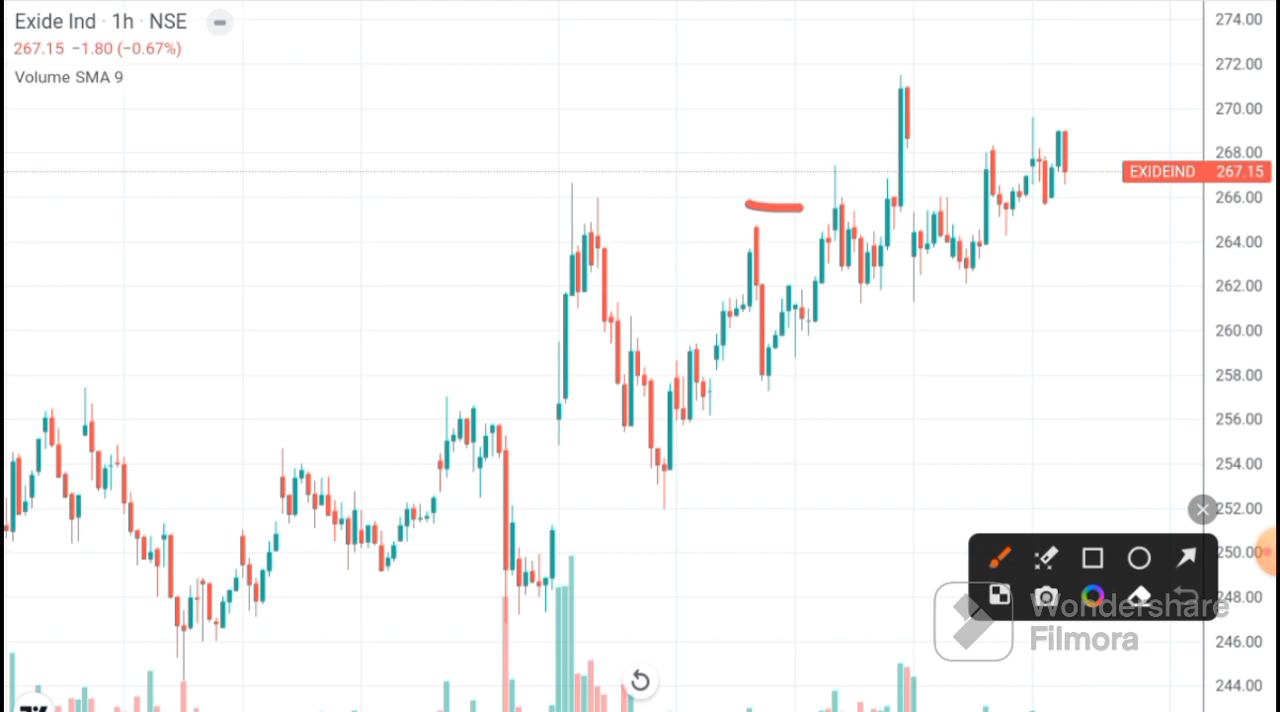 Exide Ind · 1h · NSE
267.15 −1.80 (−0.67%)
Volume SMA 9
274.00
272.00
270.00
268.00
EXIDEIND 267.15
266.00
264.00
262.00
260.00
258.00
256.00
254.00
252.00
250.00
248.00
246.00
244.00
Wondershare
Filmora